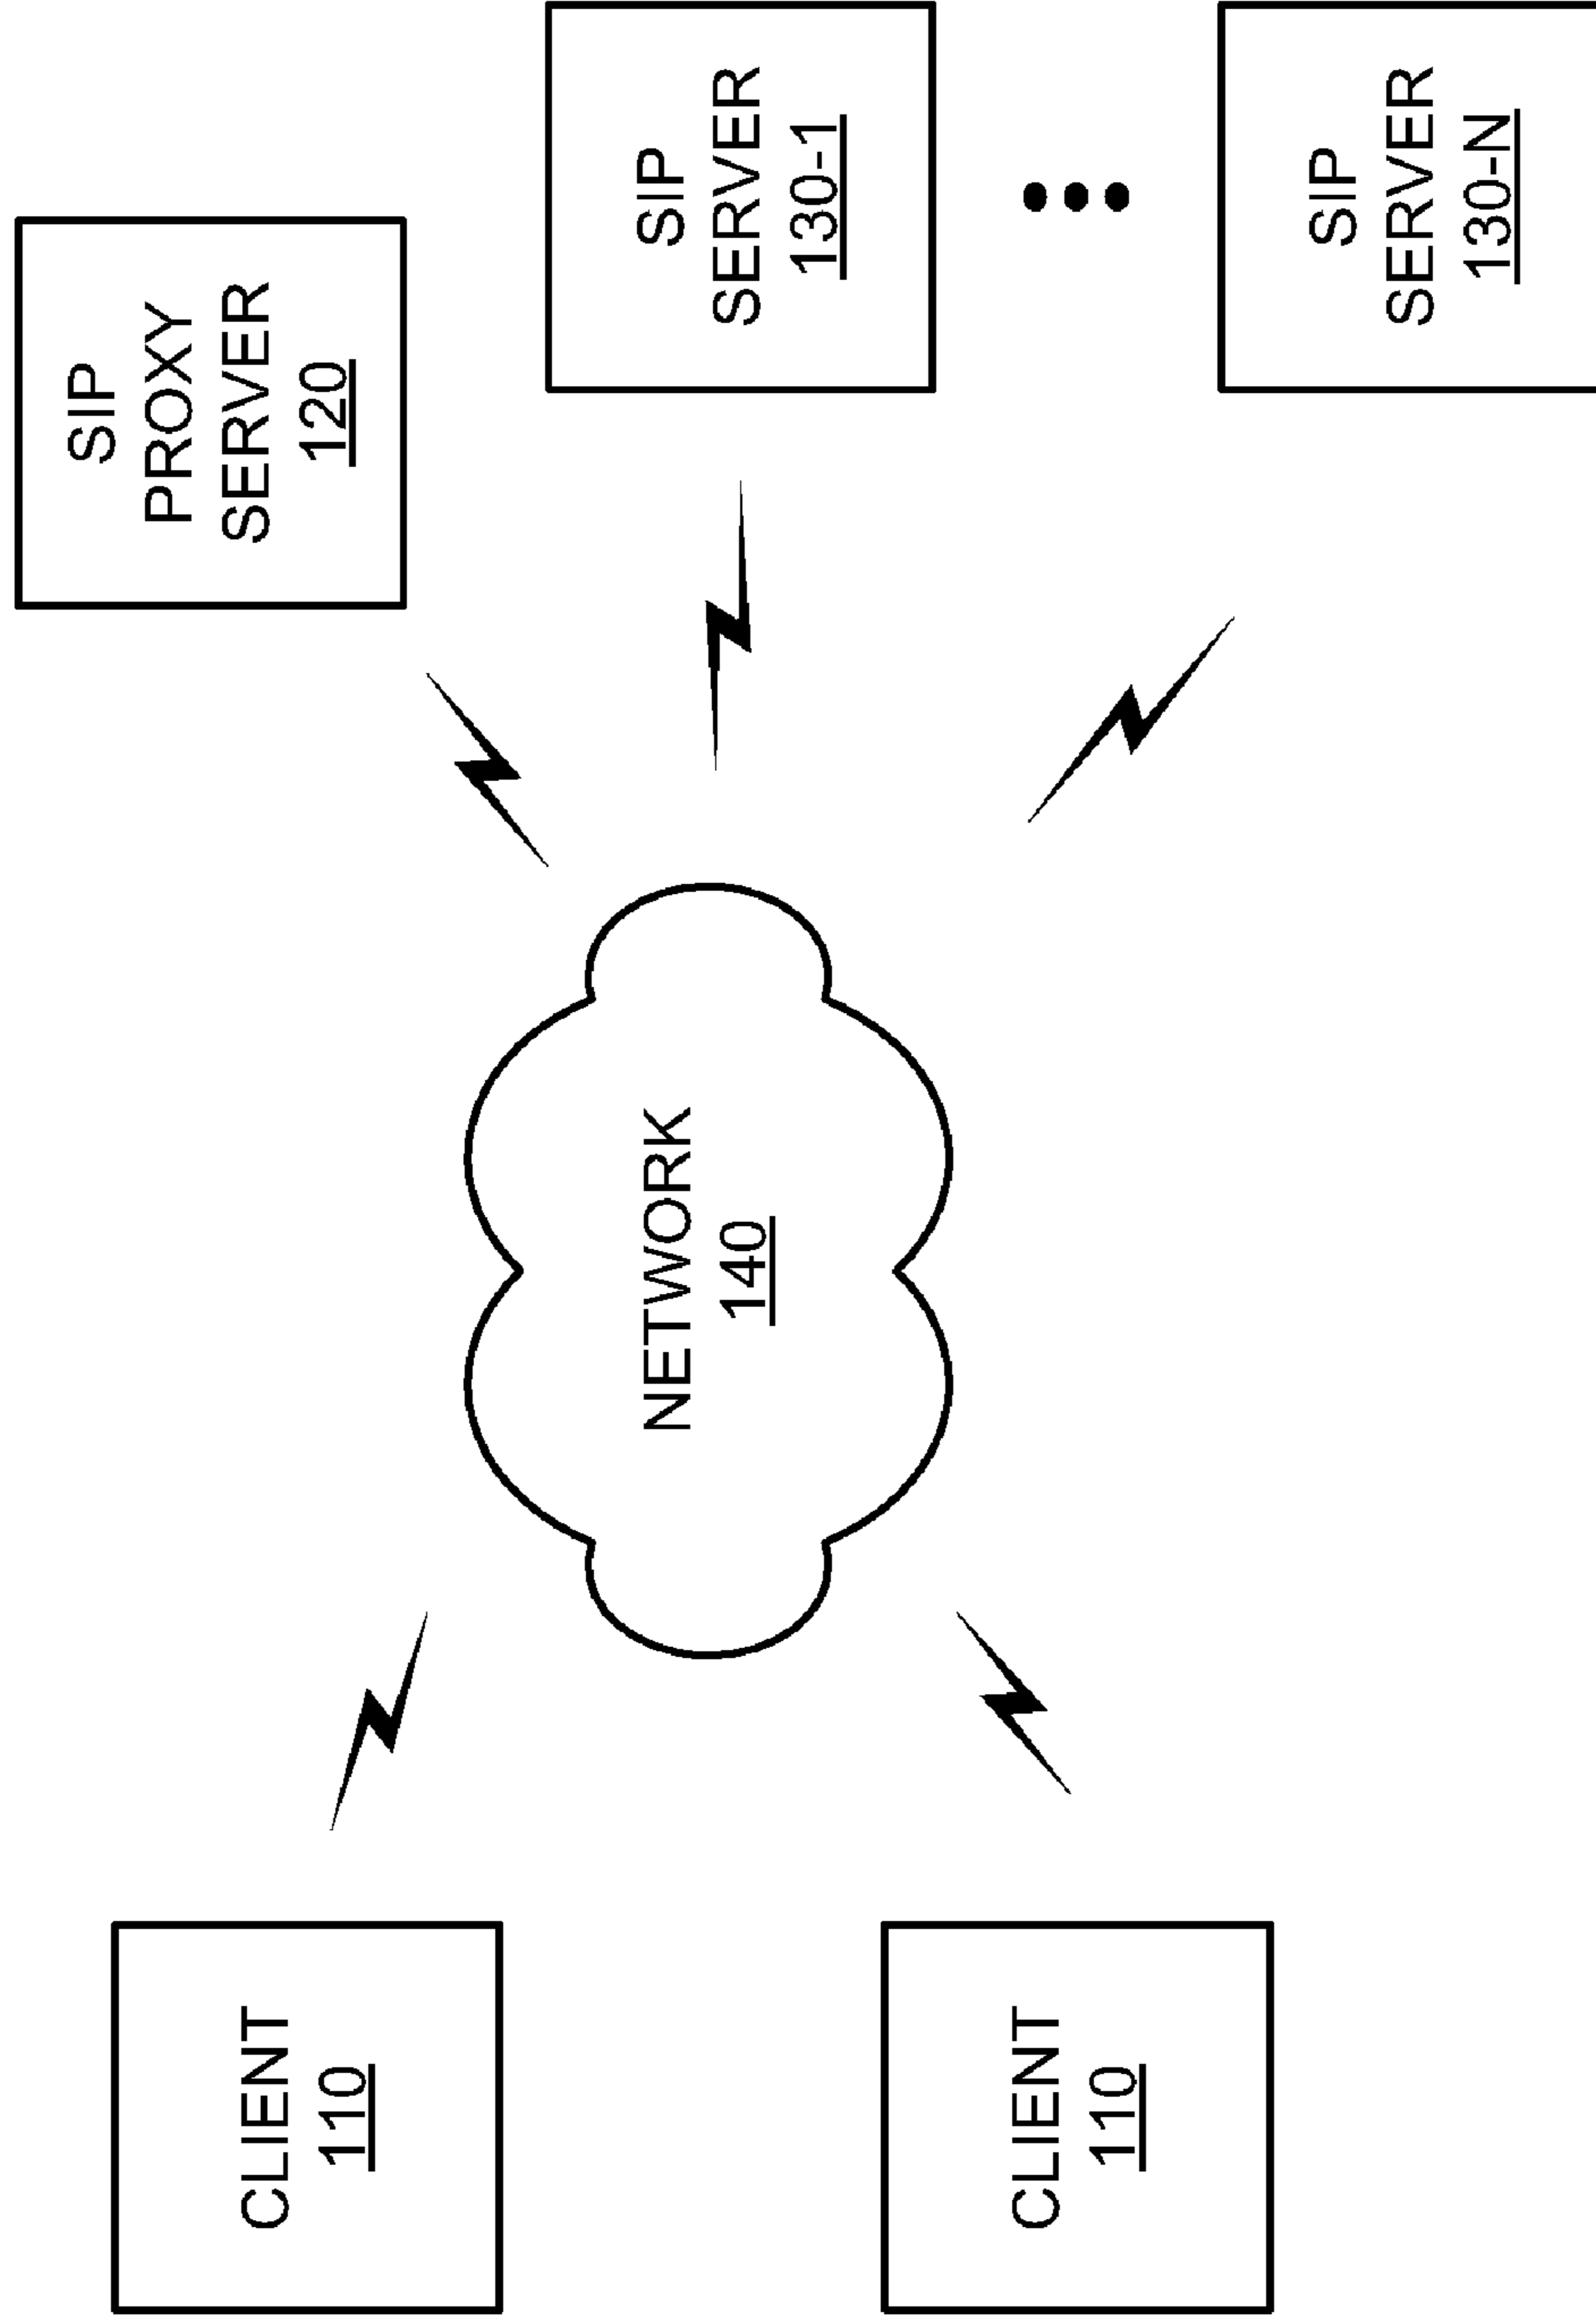 CLIENT
110
CLIENT
110
NETWORK
140
SIP
PROXY
SERVER
120
SIP
SERVER
130-1
SIP
SERVER
130-N